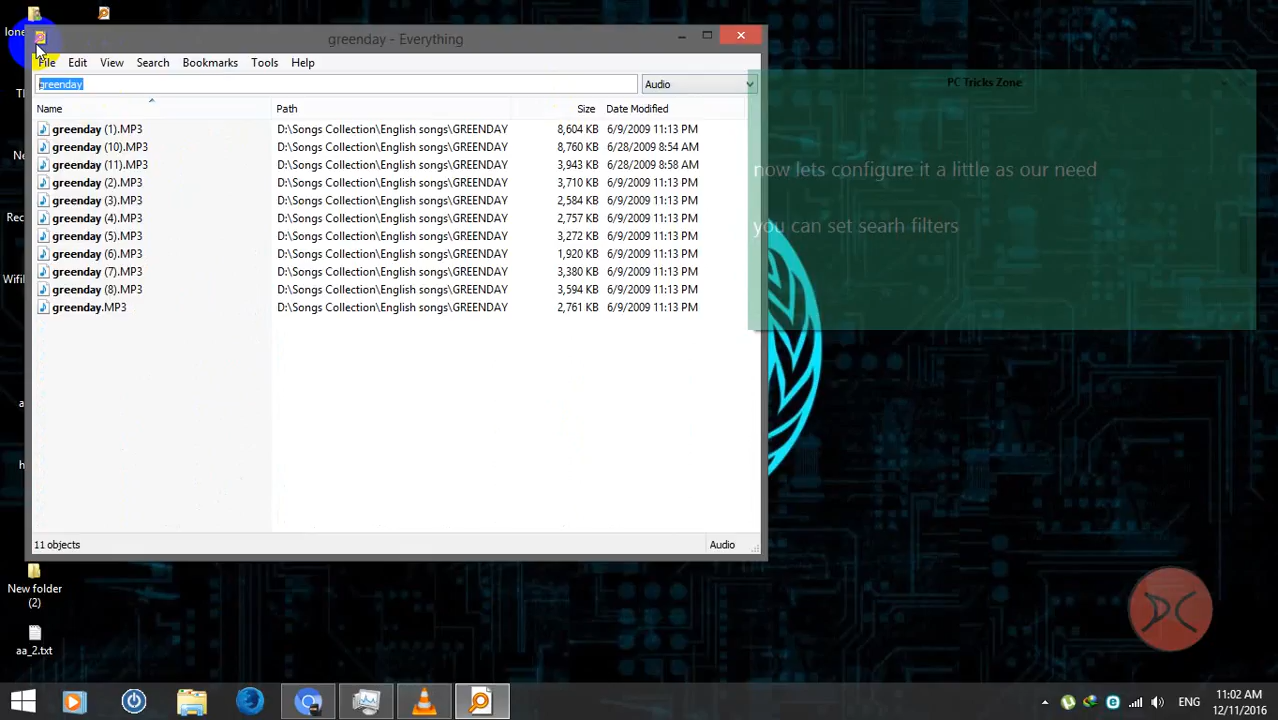 greenday - Everything
File Edit View Search Bookmarks Tools Help
greenday Audio
Name Path Size Date Modified
greenday (1).MP3 D:\Songs Collection\English songs\GREENDAY 8,604 KB 6/9/2009 11:13 PM
greenday (10).MP3 D:\Songs Collection\English songs\GREENDAY 8,760 KB 6/28/2009 8:54 AM
greenday (11).MP3 D:\Songs Collection\English songs\GREENDAY 3,943 KB 6/28/2009 8:58 AM
greenday (2).MP3 D:\Songs Collection\English songs\GREENDAY 3,710 KB 6/9/2009 11:13 PM
greenday (3).MP3 D:\Songs Collection\English songs\GREENDAY 2,584 KB 6/9/2009 11:13 PM
greenday (4).MP3 D:\Songs Collection\English songs\GREENDAY 2,757 KB 6/9/2009 11:13 PM
greenday (5).MP3 D:\Songs Collection\English songs\GREENDAY 3,272 KB 6/9/2009 11:13 PM
greenday (6).MP3 D:\Songs Collection\English songs\GREENDAY 1,920 KB 6/9/2009 11:13 PM
greenday (7).MP3 D:\Songs Collection\English songs\GREENDAY 3,380 KB 6/9/2009 11:13 PM
greenday (8).MP3 D:\Songs Collection\English songs\GREENDAY 3,594 KB 6/9/2009 11:13 PM
greenday.MP3 D:\Songs Collection\English songs\GREENDAY 2,761 KB 6/9/2009 11:13 PM
11 objects Audio
PC Tricks Zone
now lets configure it a little as our need
you can set searh filters
New folder
(2)
aa_2.txt
PC
ENG
11:02 AM
12/11/2016